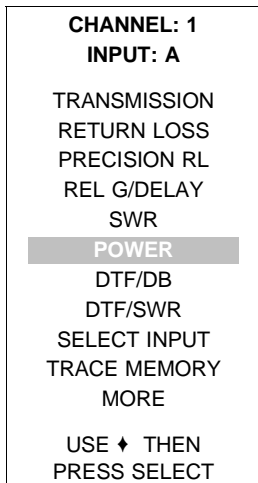 CHANNEL: 1
INPUT: A
TRANSMISSION
RETURN LOSS
PRECISION RL
REL G/DELAY
SWR
POWER
DTF/DB
DTF/SWR
SELECT INPUT
TRACE MEMORY
MORE
USE ♦ THEN
PRESS SELECT